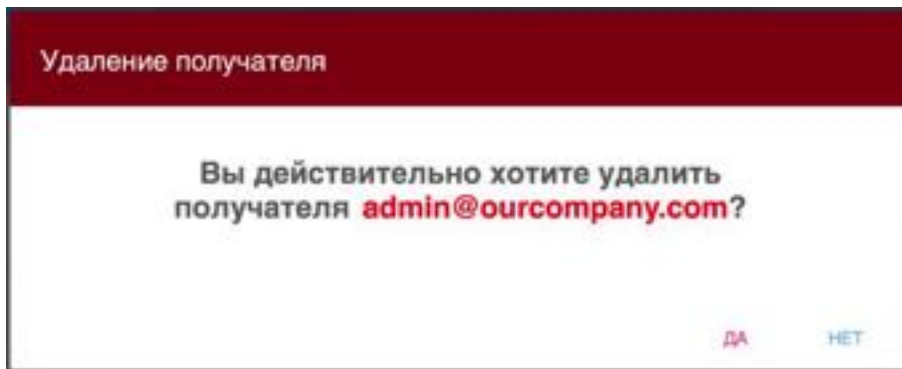 Удаление получателя
Вы действительно хотите удалить
получателя admin@ourcompany.com?
ДА НЕТ